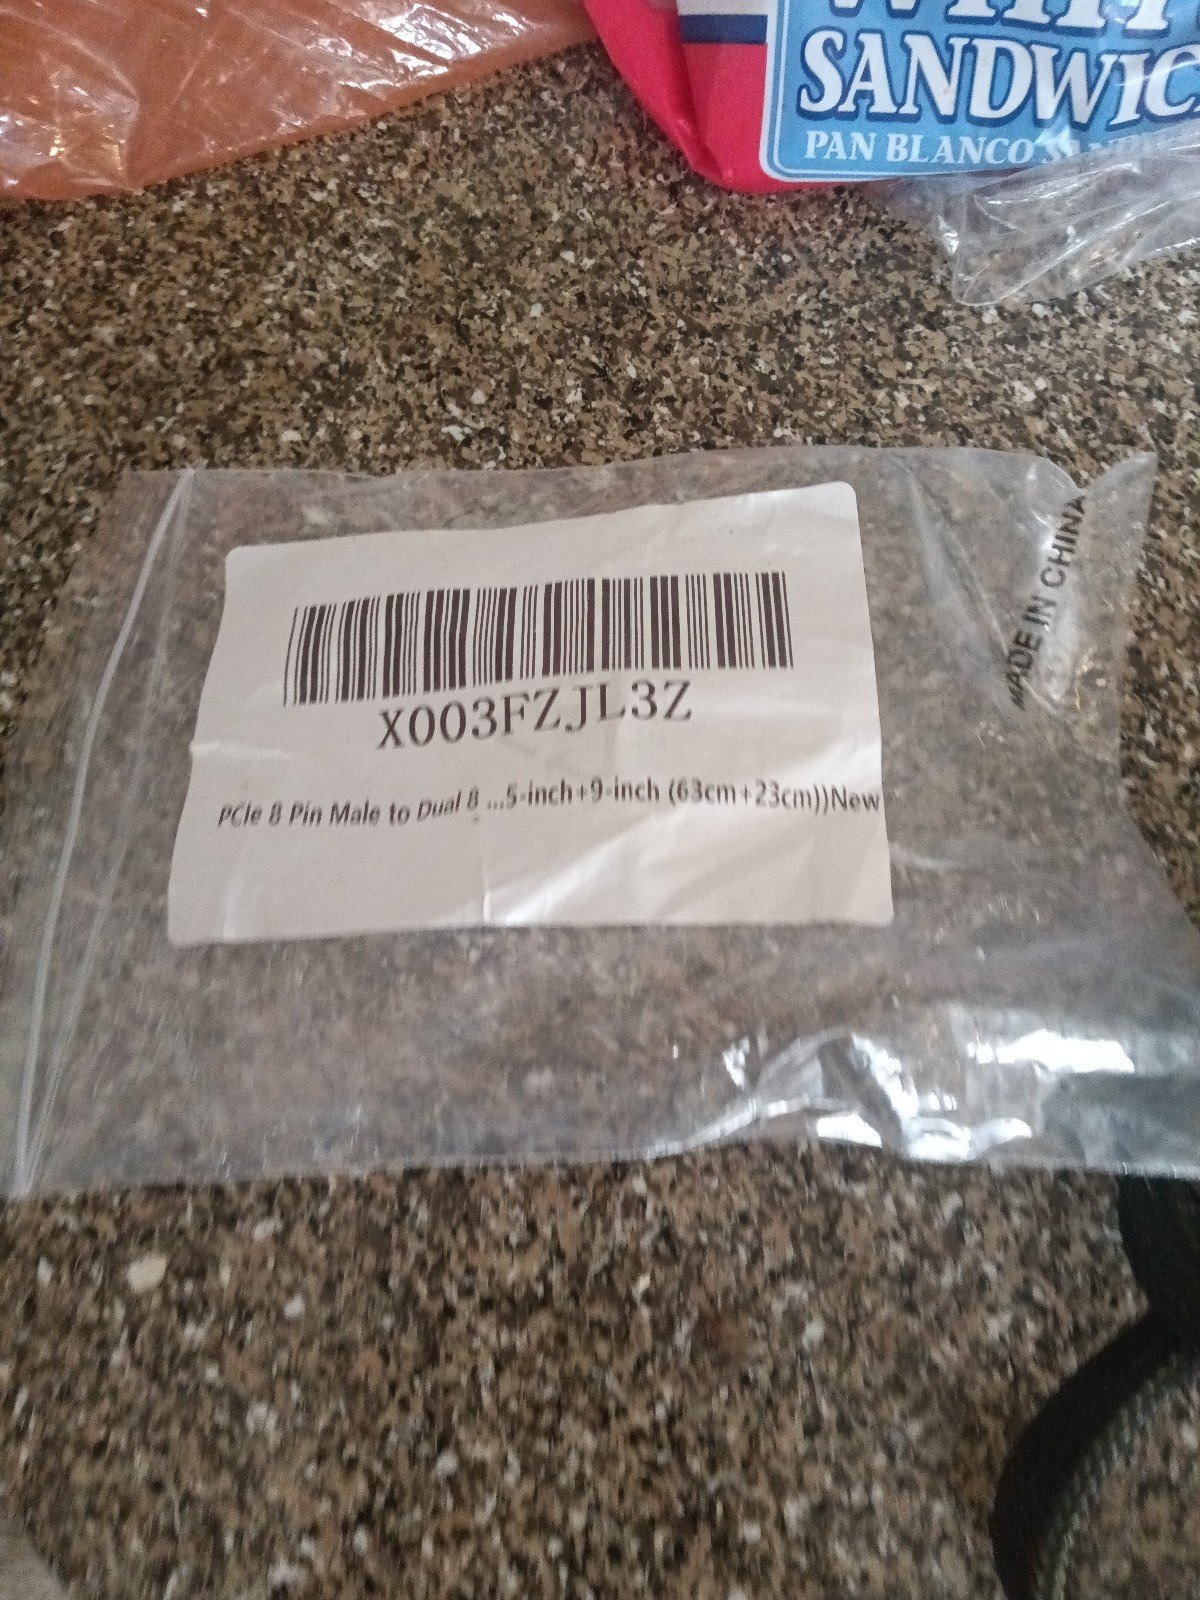 SANDWIC
PAN BLANCO
MADE IN CHINA
X003FZJL3Z
PCIe 8 Pin Male to Dual 8 ...5-inch+9-inch (63cm+23cm))New